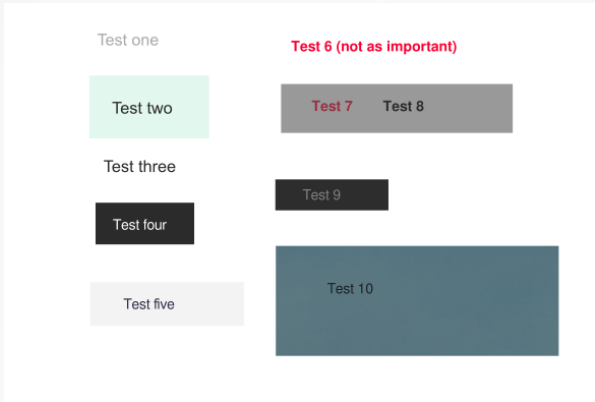 Test one
Test two
Test three
Test four
Test five
Test 6 (not as important)
Test 7 Test 8
Test 9
Test 10